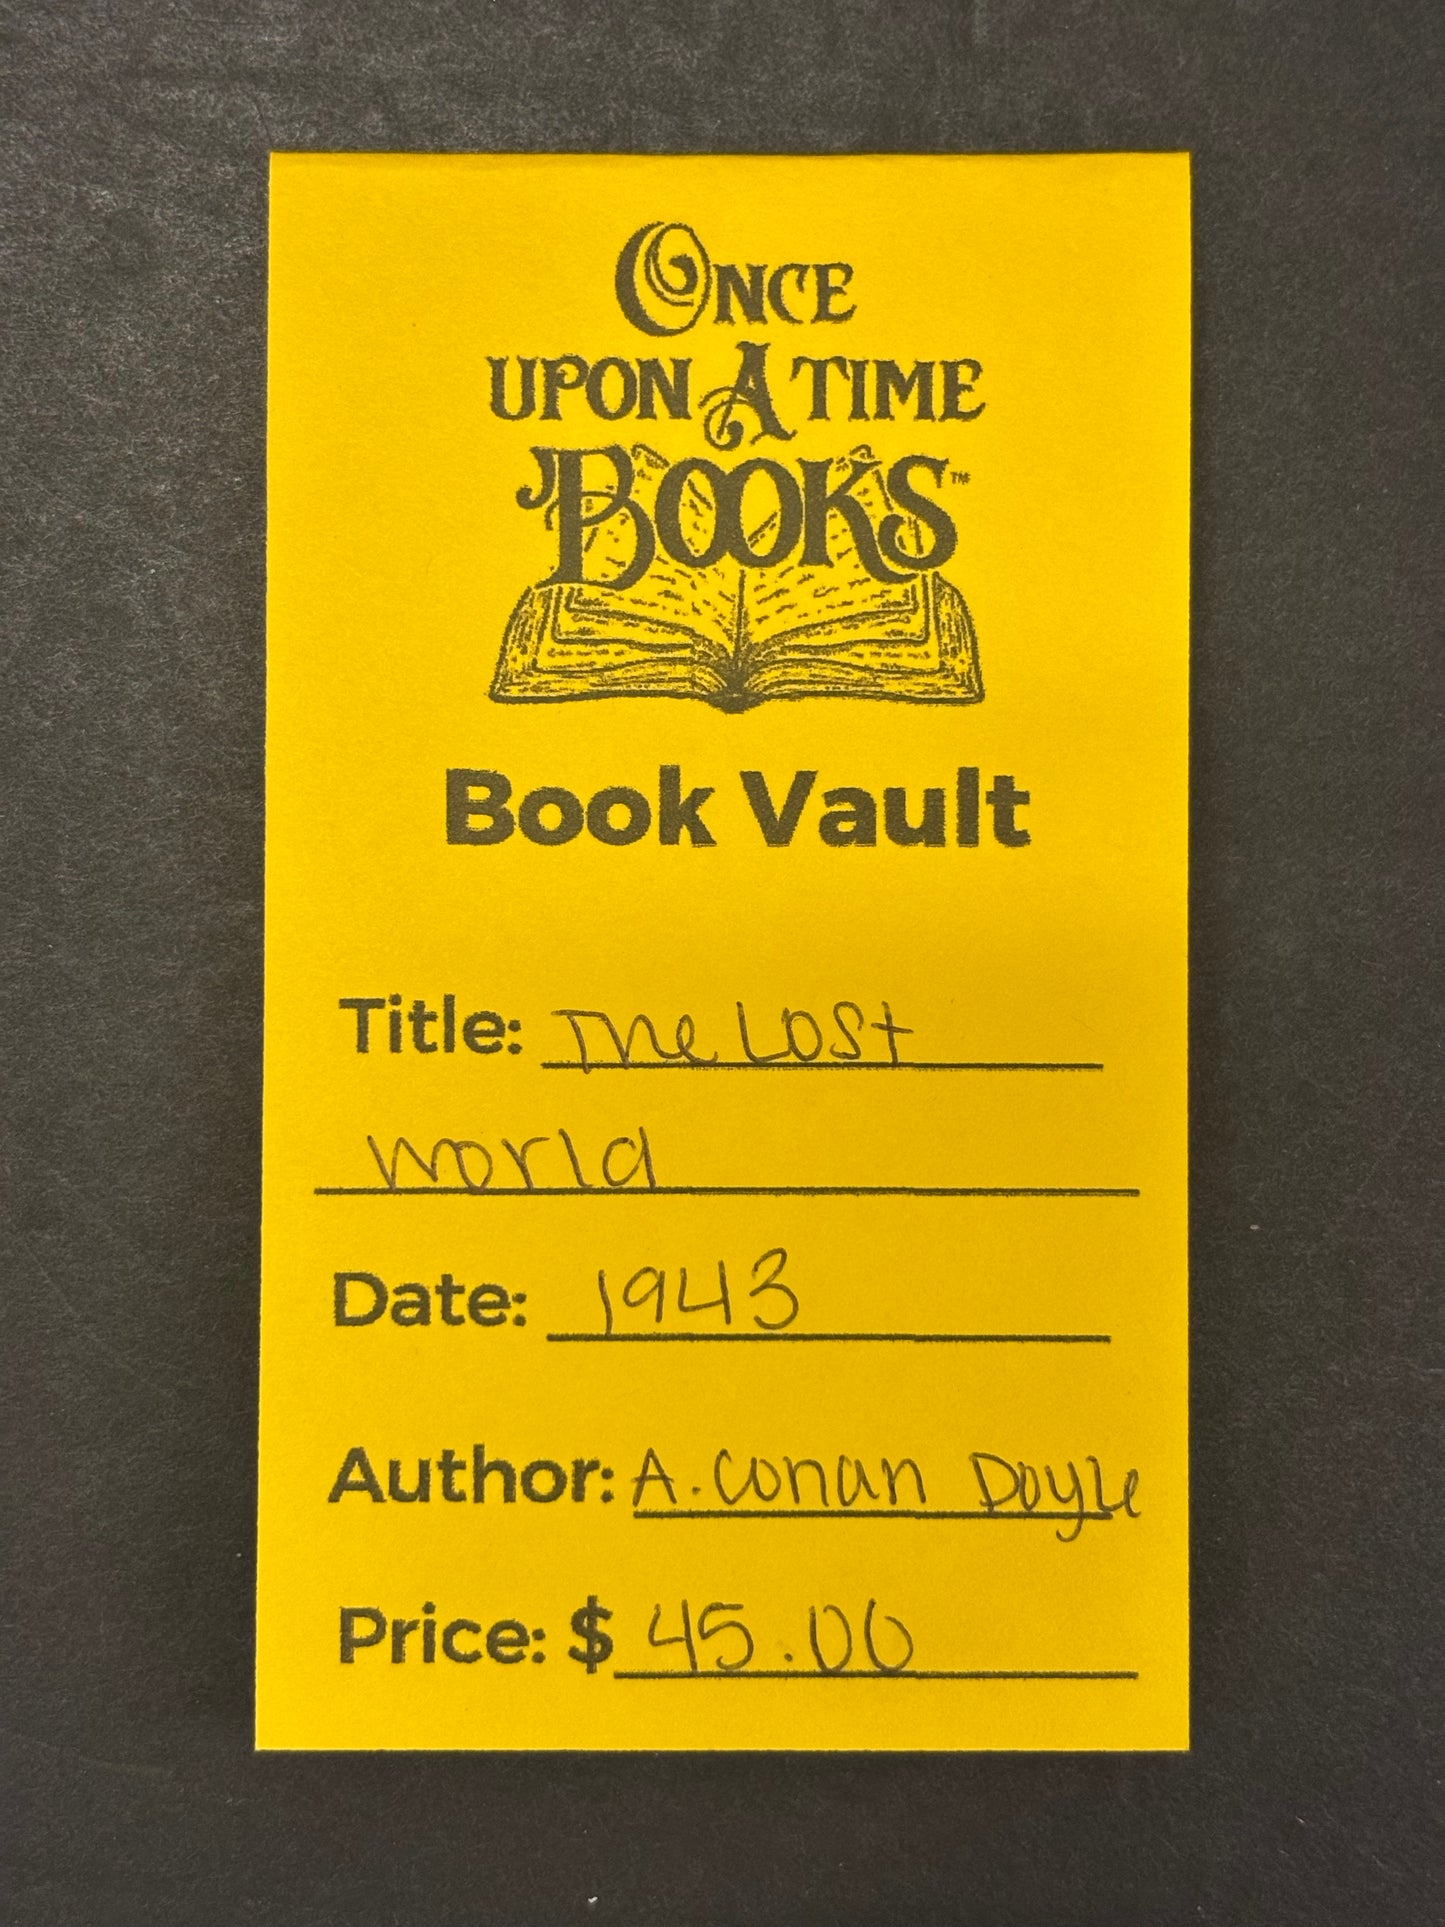 ONCE
UPON A TIME
BOOKS™
Book Vault
Title: The Lost
World
Date: 1943
Author: A. Conan Doyle
Price: $ 45.00